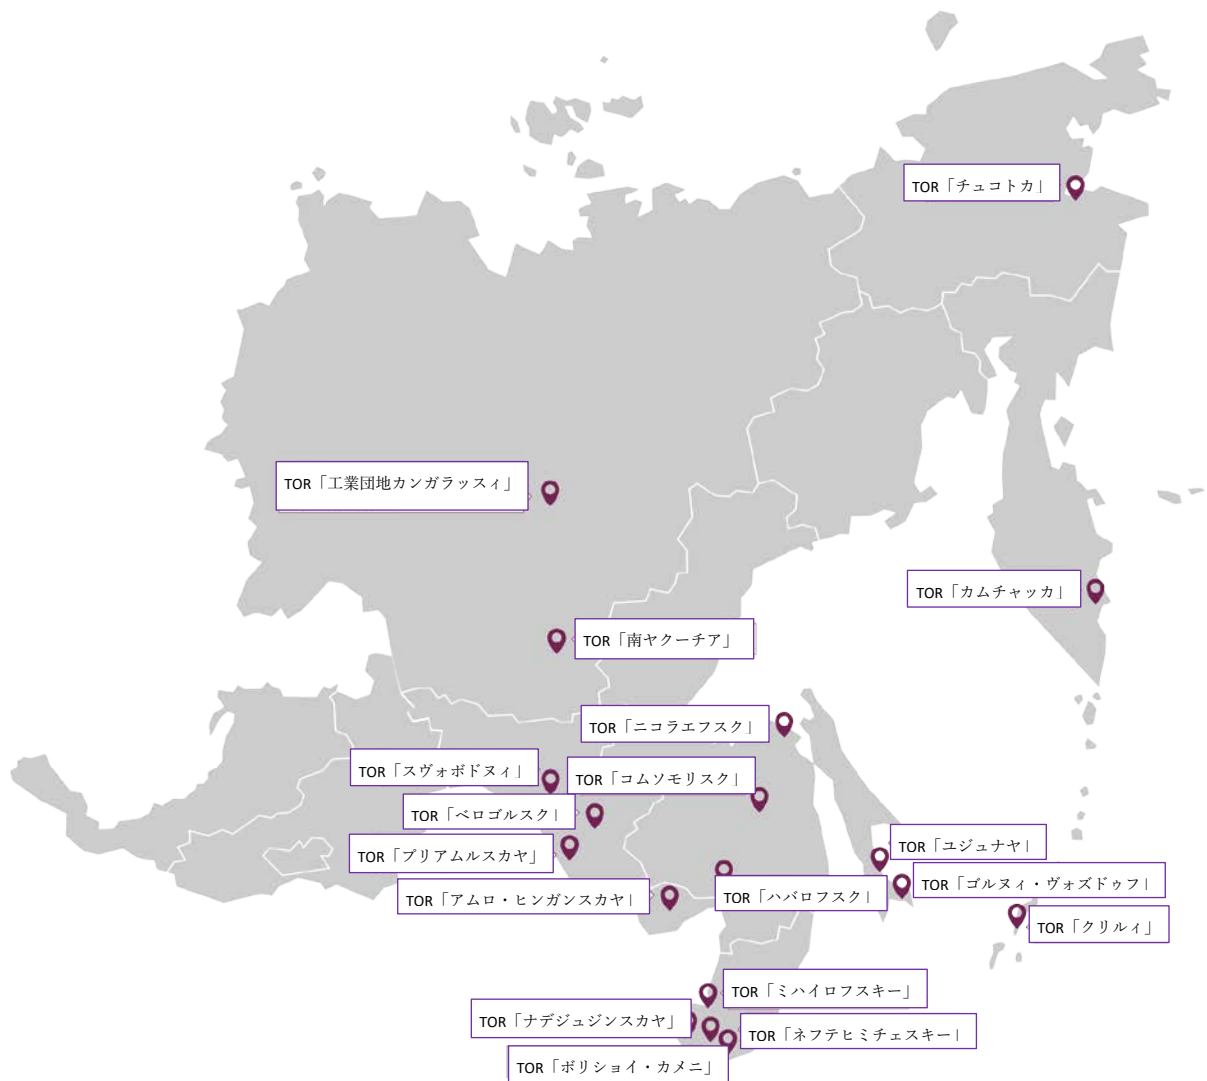 TOR「チュコトカ」
TOR「工業団地カンガラッスィ」
TOR「カムチャッカ」
TOR「南ヤクーチア」
TOR「ニコラエフスク」
TOR「スヴォボドヌィ」
TOR「コムソモリスク」
TOR「ベロゴルスク」
TOR「プリアムルスカヤ」
TOR「ユジュナヤ」
TOR「アムロ・ヒンガンスカヤ」
TOR「ハバロフスク」
TOR「ゴルヌィ・ヴォズドゥフ」
TOR「クリルィ」
TOR「ミハイロフスキー」
TOR「ナデジュジンスカヤ」
TOR「ネフテヒミチェスキー」
TOR「ボリショイ・カメニ」